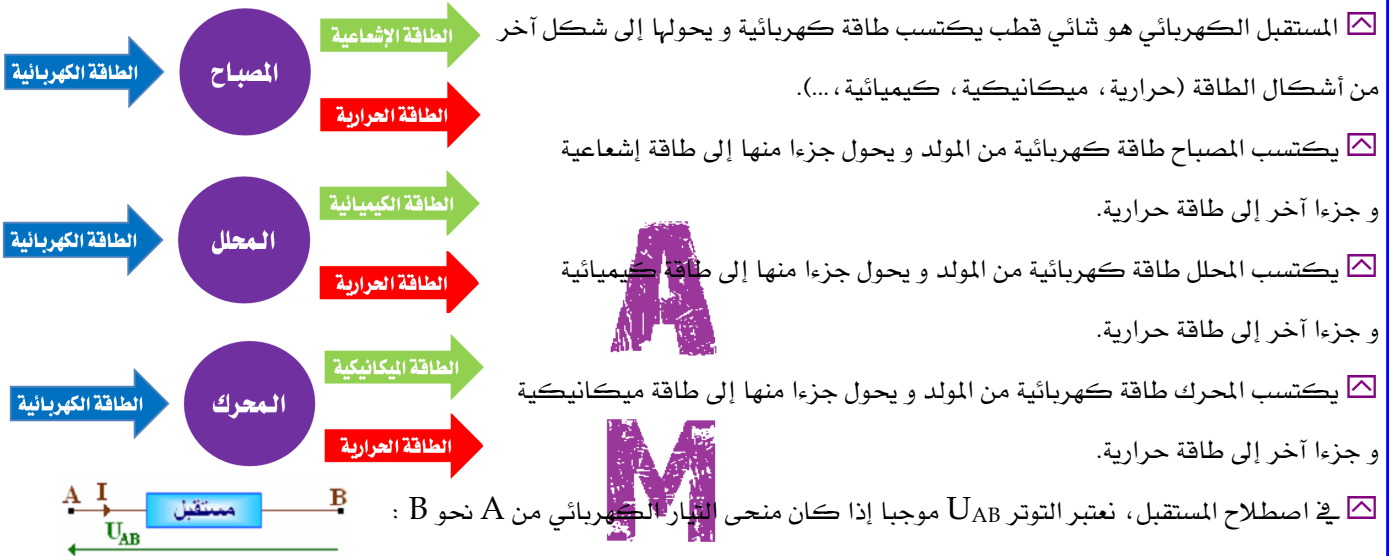 المستقبل الكهربائي هو ثنائي قطب يكتسب طاقة كهربائية و يحولها إلى شكل آخر
من أشكال الطاقة (حرارية، ميكانيكية، كيميائية،...).
يكتسب المصباح طاقة كهربائية من المولد و يحول جزءا منها إلى طاقة إشعاعية
و جزءا آخر إلى طاقة حرارية.
يكتسب المحلل طاقة كهربائية من المولد و يحول جزءا منها إلى طاقة كيميائية
و جزءا آخر إلى طاقة حرارية.
يكتسب المحرك طاقة كهربائية من المولد و يحول جزءا منها إلى طاقة ميكانيكية
و جزءا آخر إلى طاقة حرارية.
في اصطلاح المستقبل، نعتبر التوتر UAB موجبا إذا كان منحى التيار الكهربائي من A نحو B :
الطاقة الإشعاعية
المصباح
الطاقة الكهربائية
الطاقة الحرارية
الطاقة الكيميائية
المحلل
الطاقة الكهربائية
الطاقة الحرارية
الطاقة الميكانيكية
المحرك
الطاقة الكهربائية
الطاقة الحرارية
A I مستقبل B
UAB
A
M